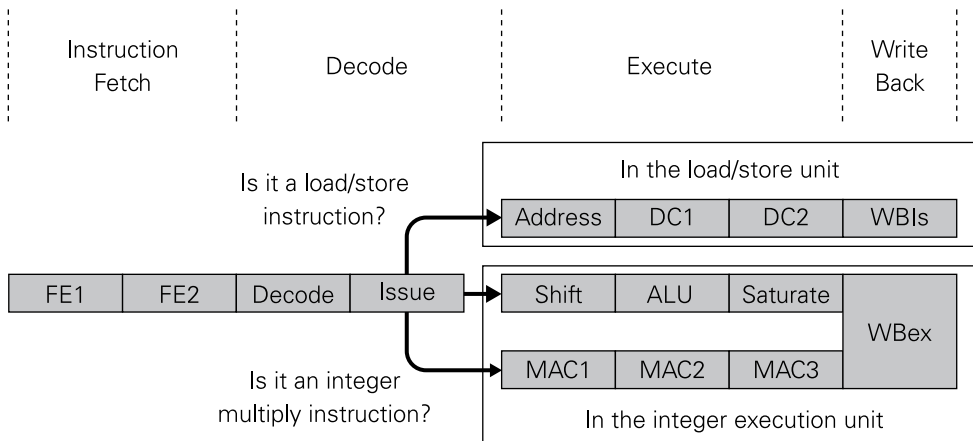 Instruction
Fetch
Decode
Execute
Write
Back
Is it a load/store
instruction?
In the load/store unit
Address DC1 DC2 WBIs
FE1 FE2 Decode Issue
Shift ALU Saturate
WBex
MAC1 MAC2 MAC3
Is it an integer
multiply instruction?
In the integer execution unit